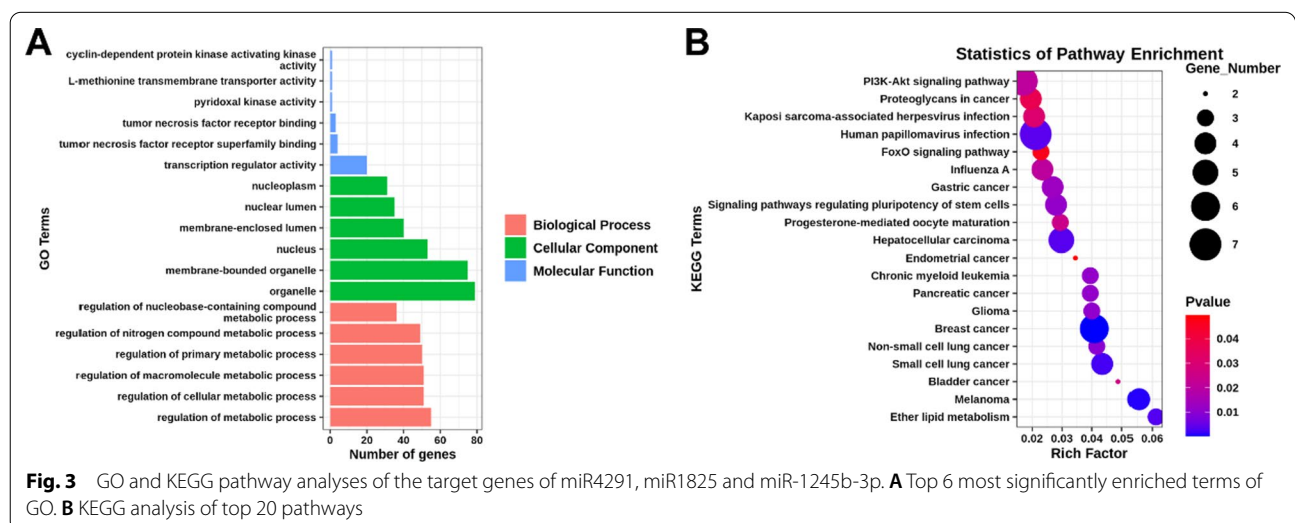 A
GO Terms
cyclin-dependent protein kinase activating kinase
activity
L-methionine transmembrane transporter activity
pyridoxal kinase activity
tumor necrosis factor receptor binding
tumor necrosis factor receptor superfamily binding
transcription regulator activity
nucleoplasm
nuclear lumen
membrane-enclosed lumen
nucleus
membrane-bounded organelle
organelle
regulation of nucleobase-containing compound
metabolic process
regulation of nitrogen compound metabolic process
regulation of primary metabolic process
regulation of macromolecule metabolic process
regulation of cellular metabolic process
regulation of metabolic process
0 20 40 60 80
Number of genes
Biological Process
Cellular Component
Molecular Function
B
Statistics of Pathway Enrichment
KEGG Terms
PI3K-Akt signaling pathway
Proteoglycans in cancer
Kaposi sarcoma-associated herpesvirus infection
Human papillomavirus infection
FoxO signaling pathway
Influenza A
Gastric cancer
Signaling pathways regulating pluripotency of stem cells
Progesterone-mediated oocyte maturation
Hepatocellular carcinoma
Endometrial cancer
Chronic myeloid leukemia
Pancreatic cancer
Glioma
Breast cancer
Non-small cell lung cancer
Small cell lung cancer
Bladder cancer
Melanoma
Ether lipid metabolism
0.02 0.03 0.04 0.05 0.06
Rich Factor
Gene_Number
2
3
4
5
6
7
Pvalue
0.04
0.03
0.02
0.01
Fig. 3 GO and KEGG pathway analyses of the target genes of miR4291, miR1825 and miR-1245b-3p. A Top 6 most significantly enriched terms of
GO. B KEGG analysis of top 20 pathways